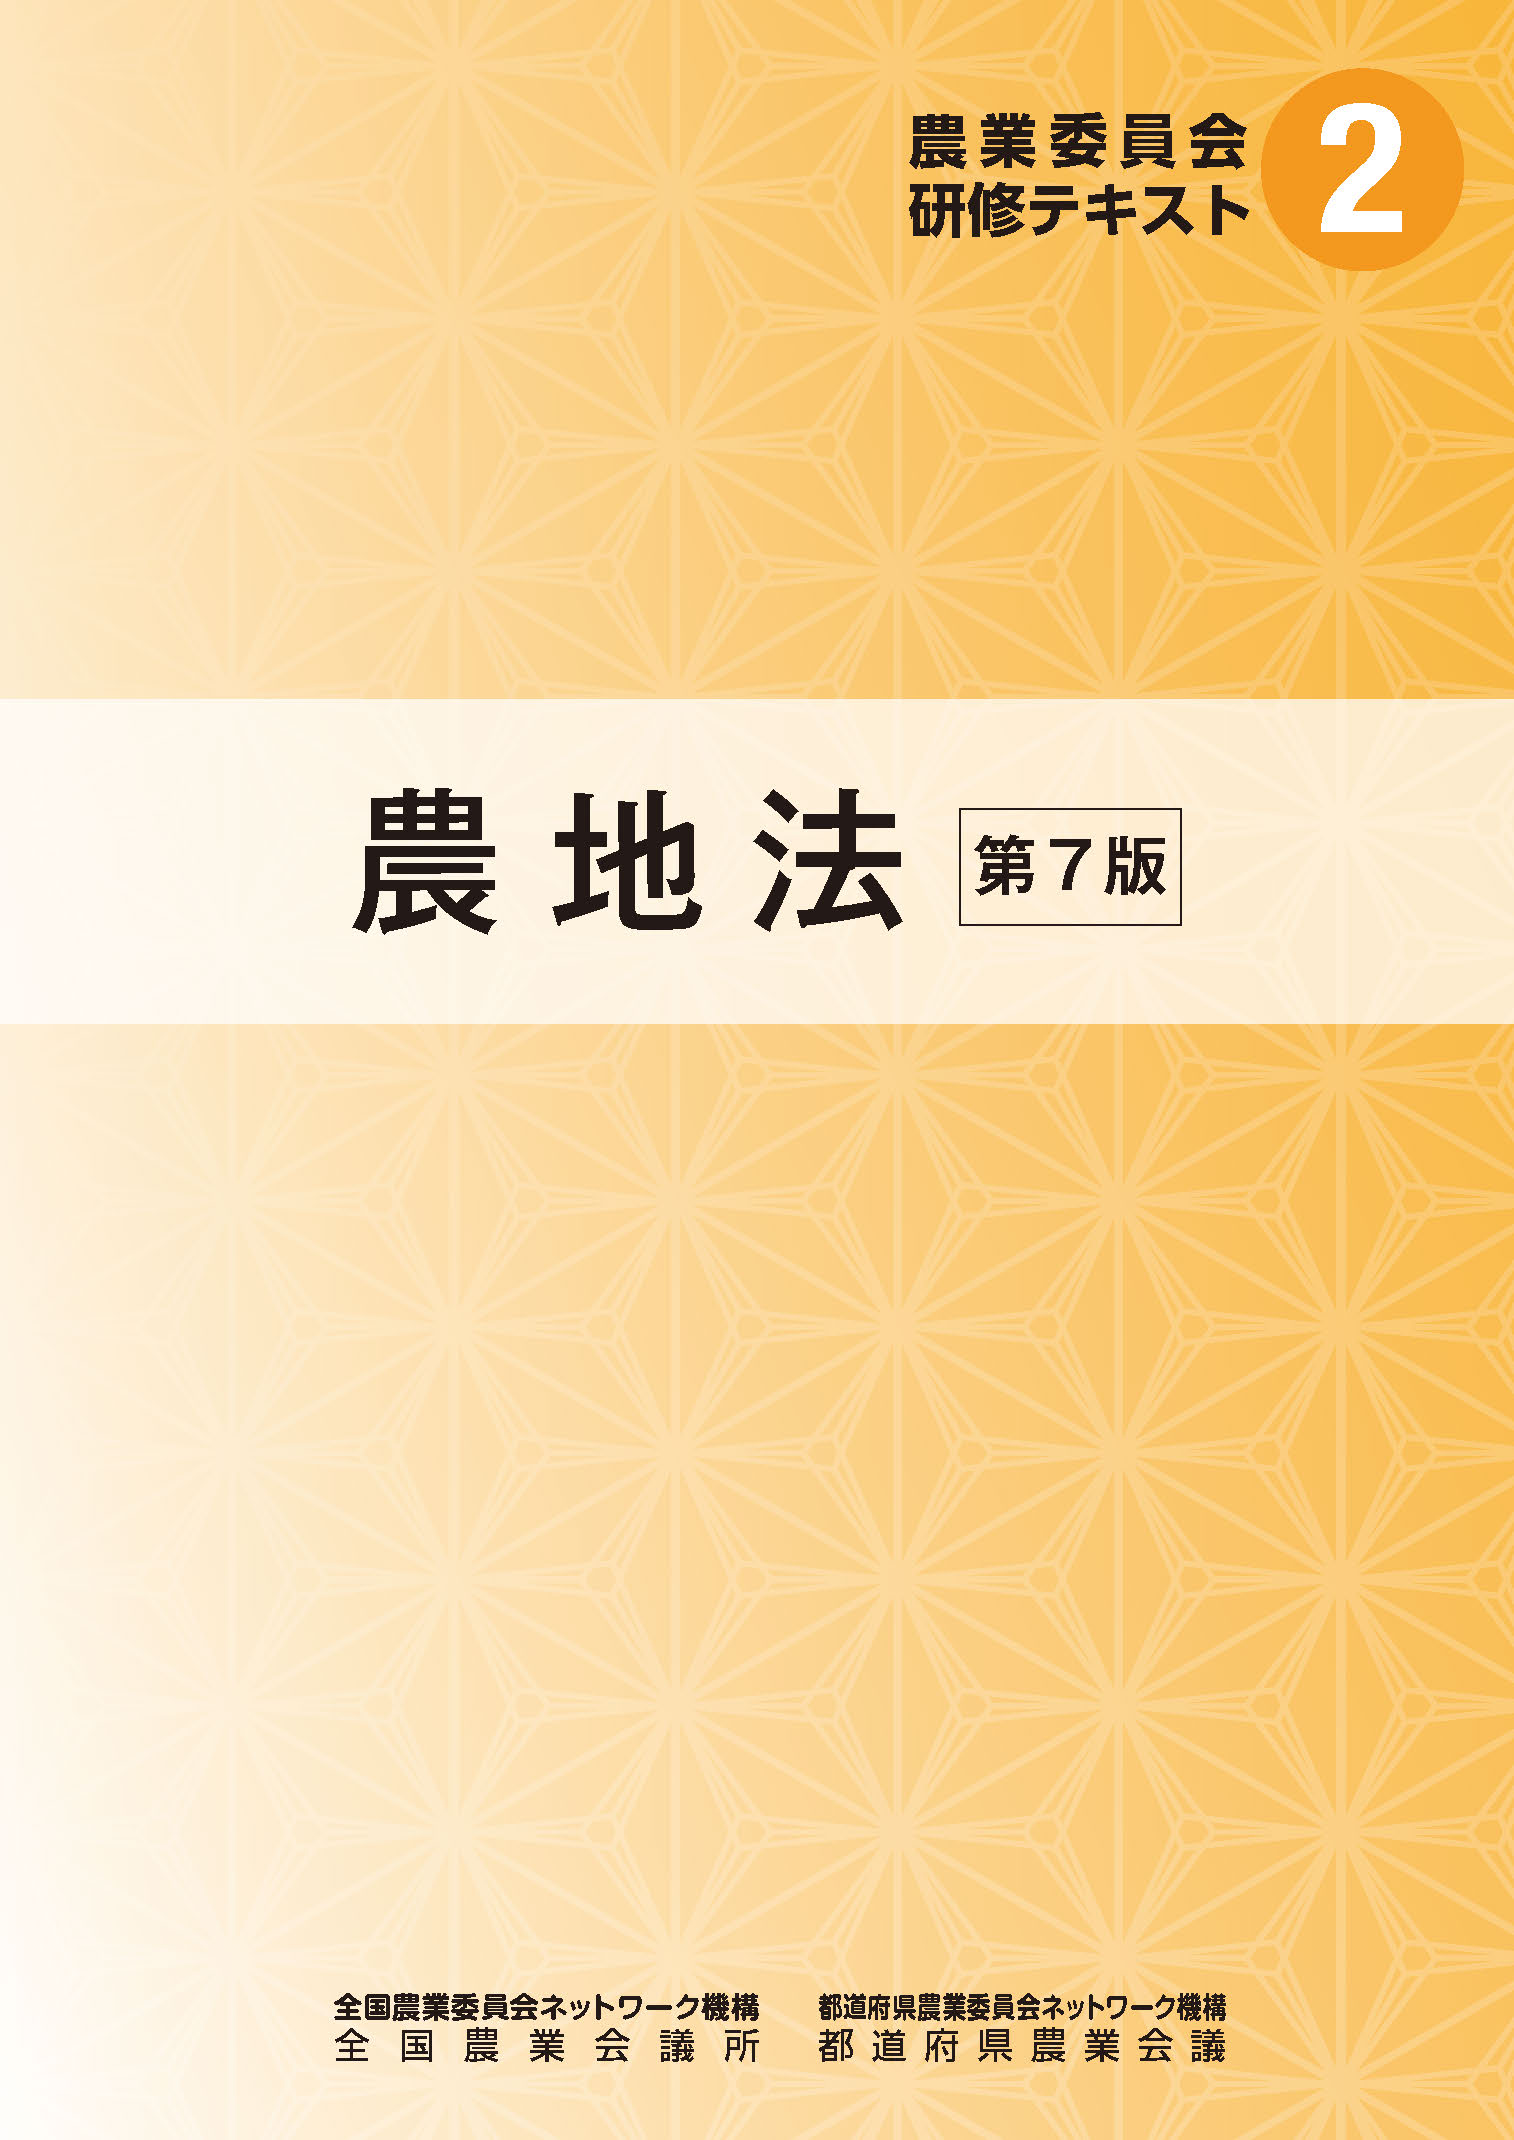 農業委員会
研修テキスト
2
農地法
第7版
全国農業委員会ネットワーク機構
全国農業会議所
都道府県農業委員会ネットワーク機構
都道府県農業会議